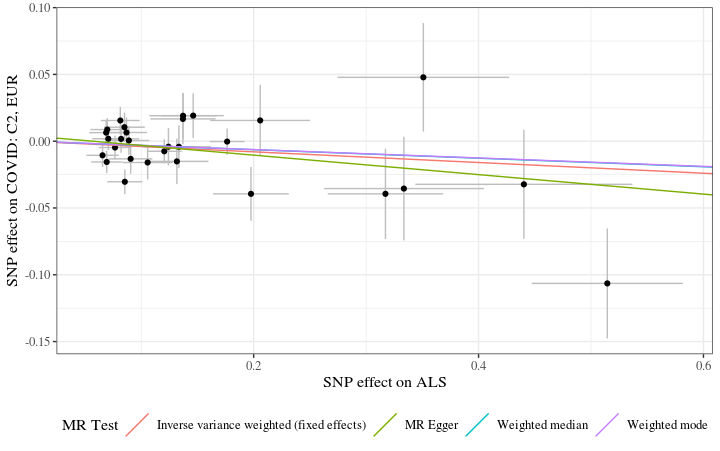 0.10
0.05
0.00
-0.05
-0.10
-0.15
SNP effect on COVID: C2, EUR
0.2
0.4
0.6
SNP effect on ALS
MR Test
Inverse variance weighted (fixed effects)
MR Egger
Weighted median
Weighted mode